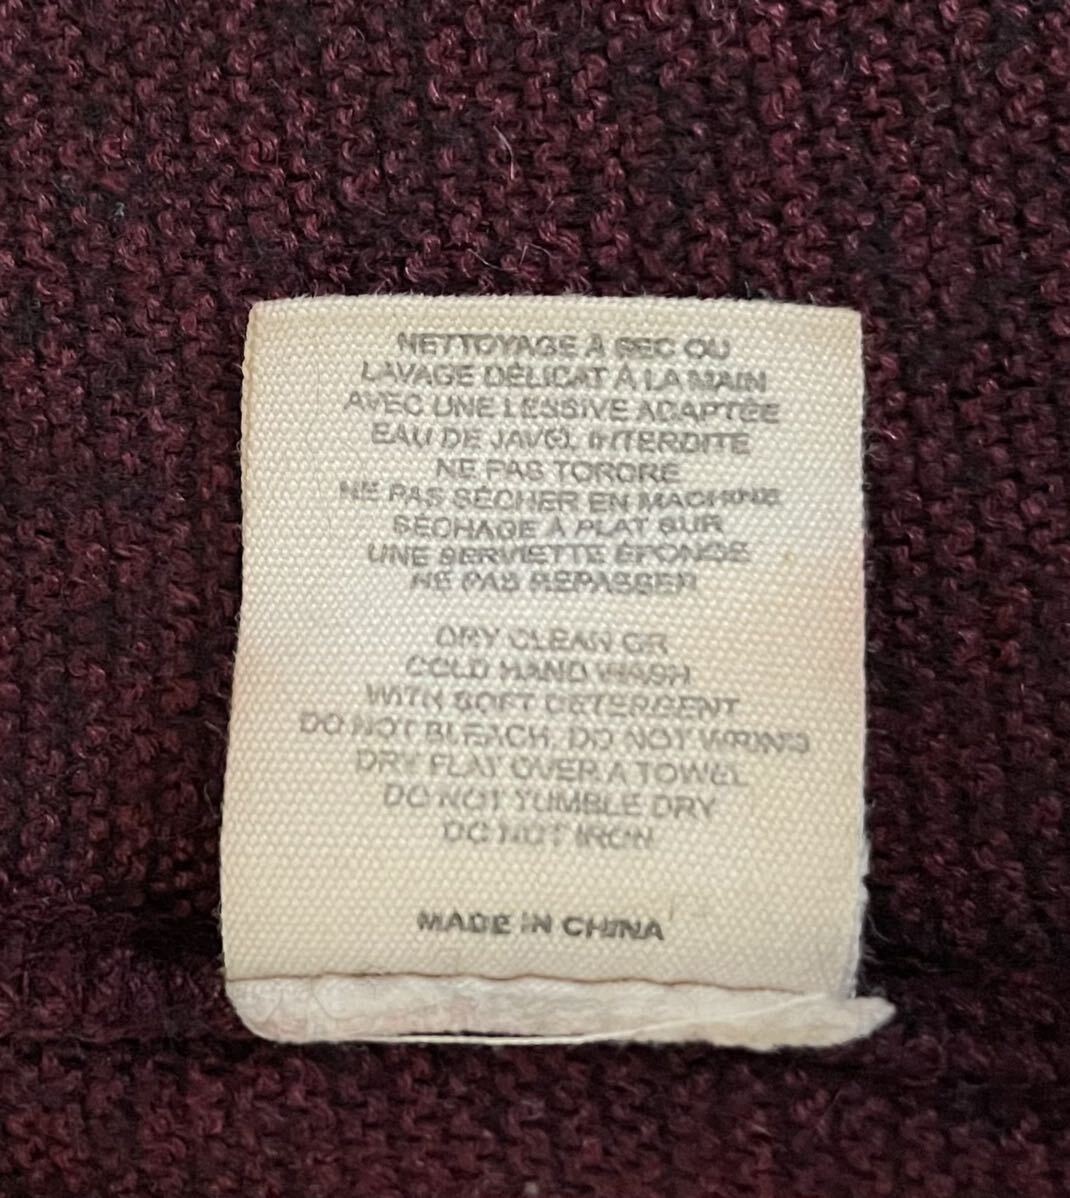 NETTOYAGE À SEC OU
LAVAGE DÉLICAT À LA MAIN
AVEC UNE LESSIVE ADAPTÉE
EAU DE JAVEL INTERDITE
NE PAS TORDRE
NE PAS SÉCHER EN MACHINE
SÉCHAGE À PLAT SUR
UNE SERVIETTE ÉPONGE
NE PAS REPASSER
DRY CLEAN OR
COLD HAND WASH
WITH SOFT DETERGENT
DO NOT BLEACH, DO NOT WRING
DRY FLAT OVER A TOWEL
DO NOT TUMBLE DRY
DO NOT IRON
MADE IN CHINA